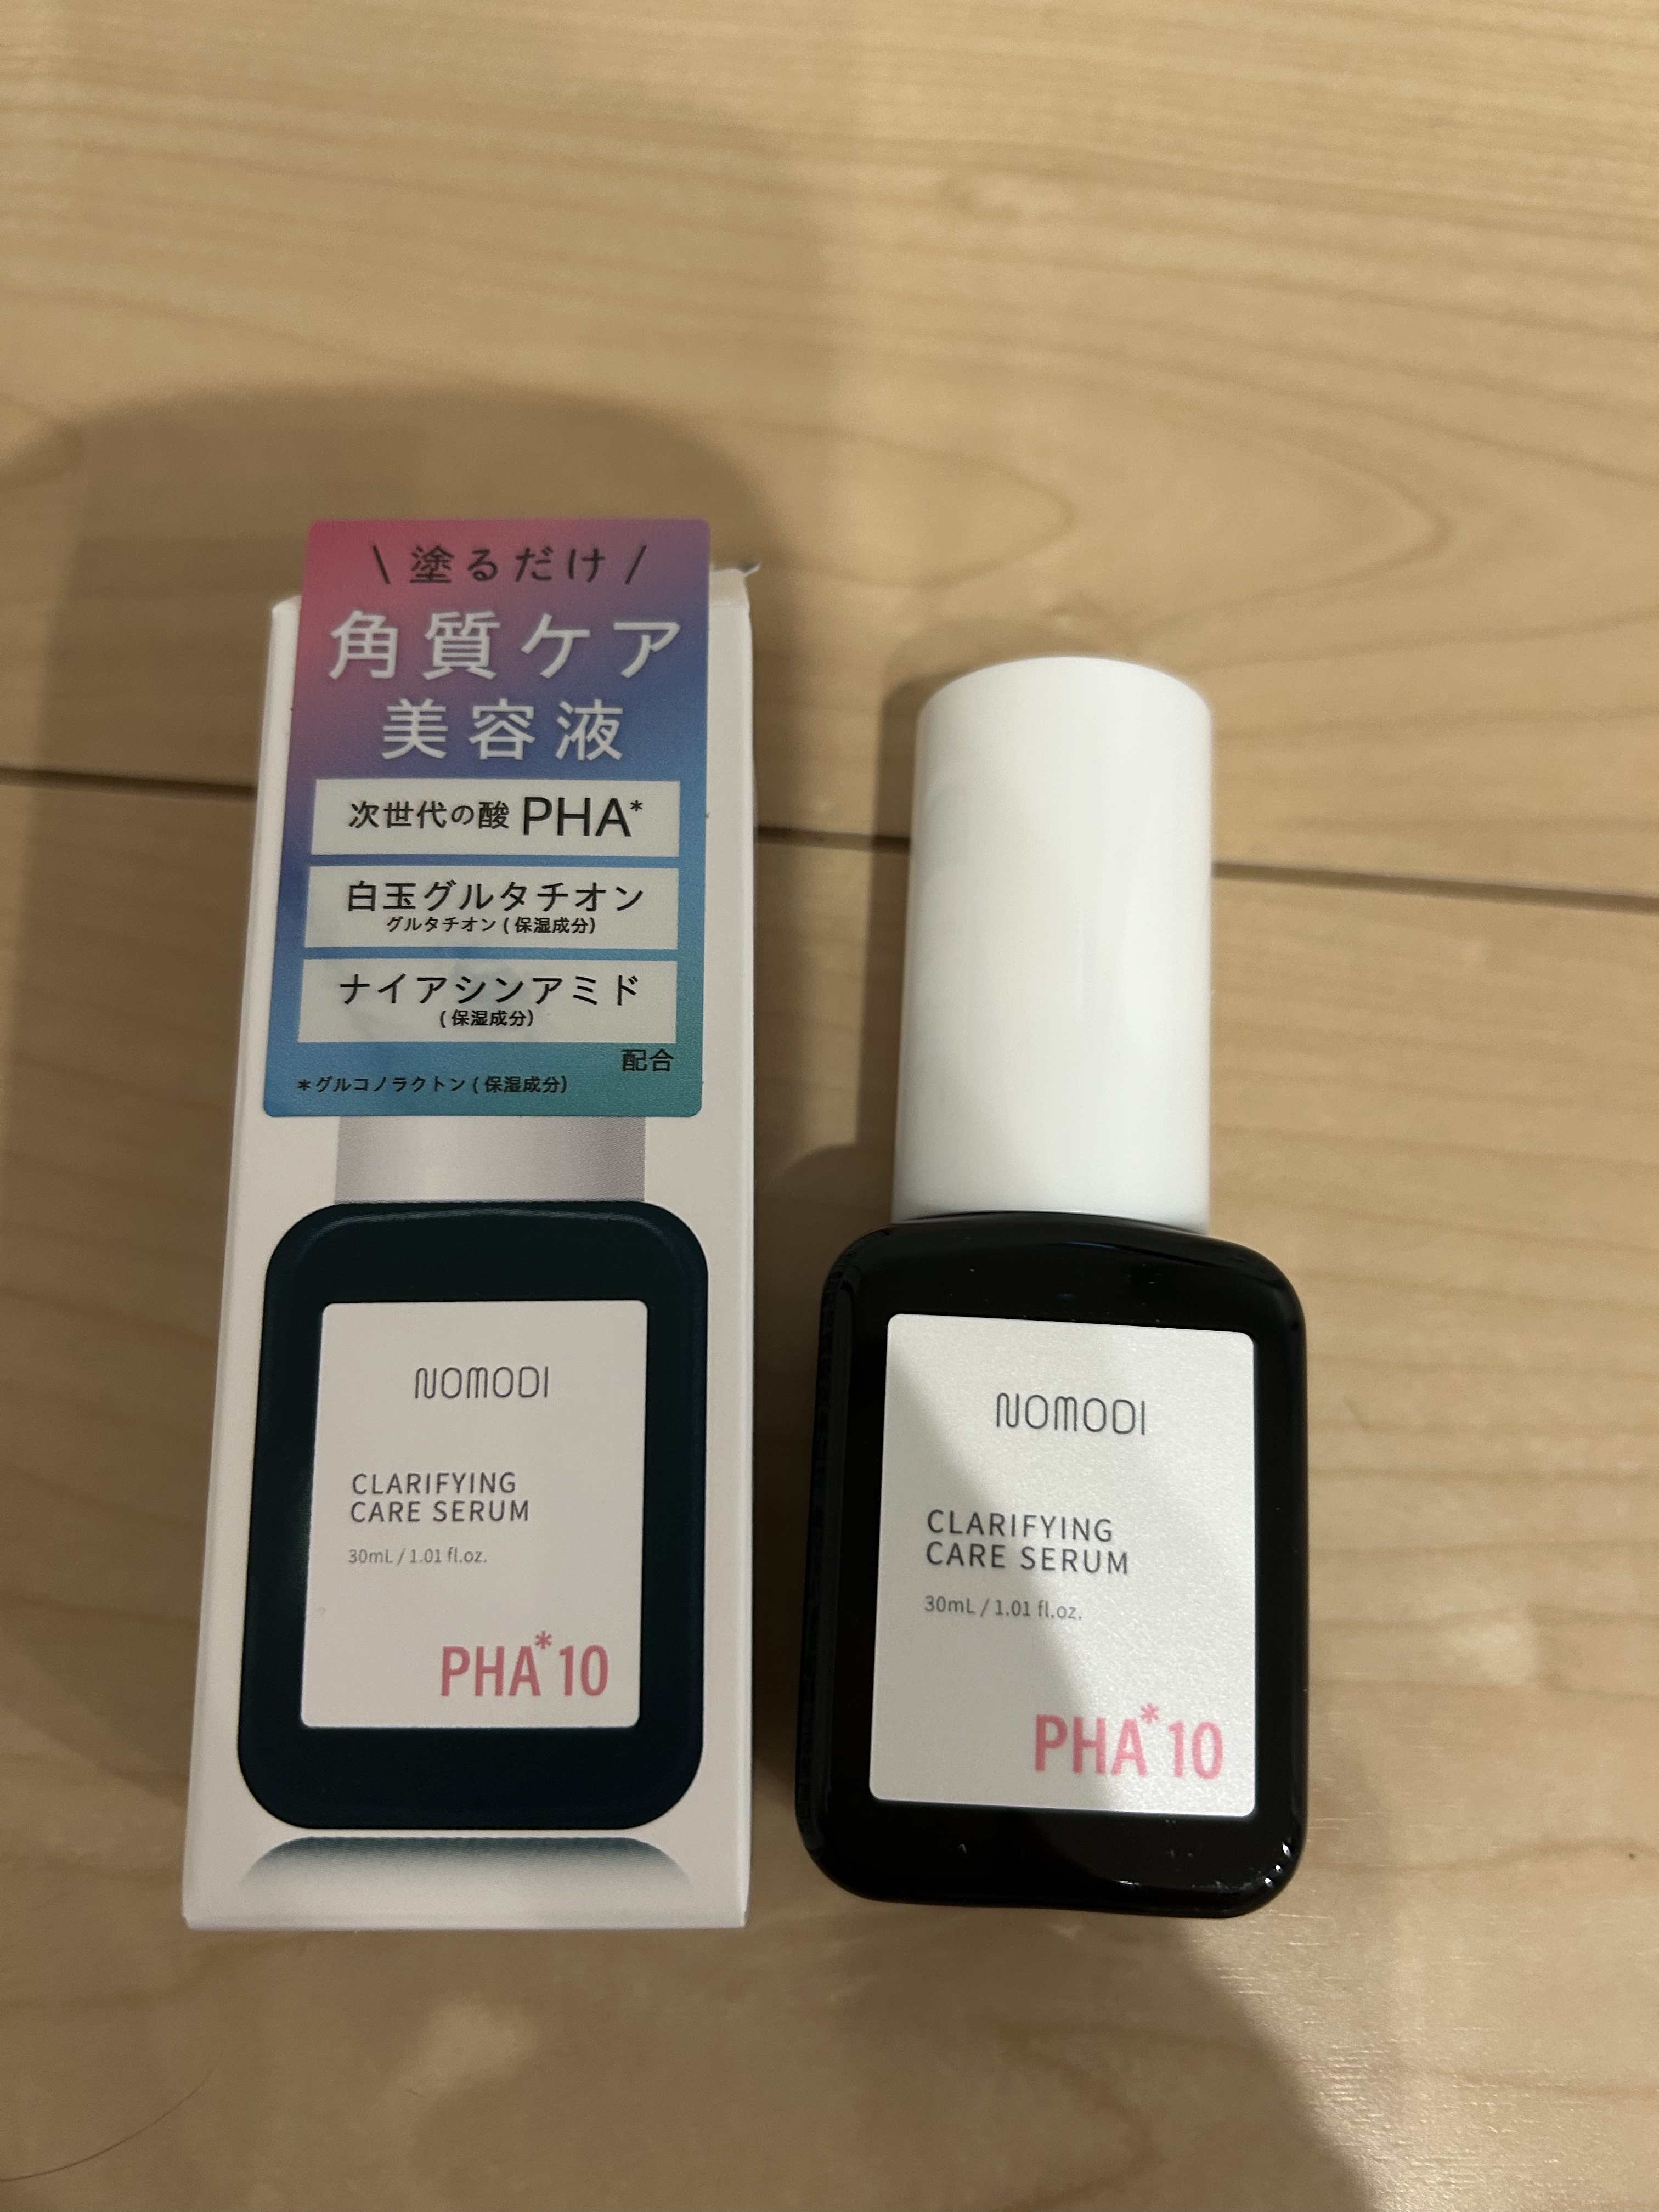 \ 塗るだけ /
角質ケア
美容液
次世代の酸 PHA*
白玉グルタチオン
グルタチオン (保湿成分)
ナイアシンアミド
(保湿成分)
配合
*グルコノラクトン (保湿成分)
NOMODI
CLARIFYING
CARE SERUM
30mL / 1.01 fl.oz.
PHA*10
NOMODI
CLARIFYING
CARE SERUM
30mL / 1.01 fl.oz.
PHA*10